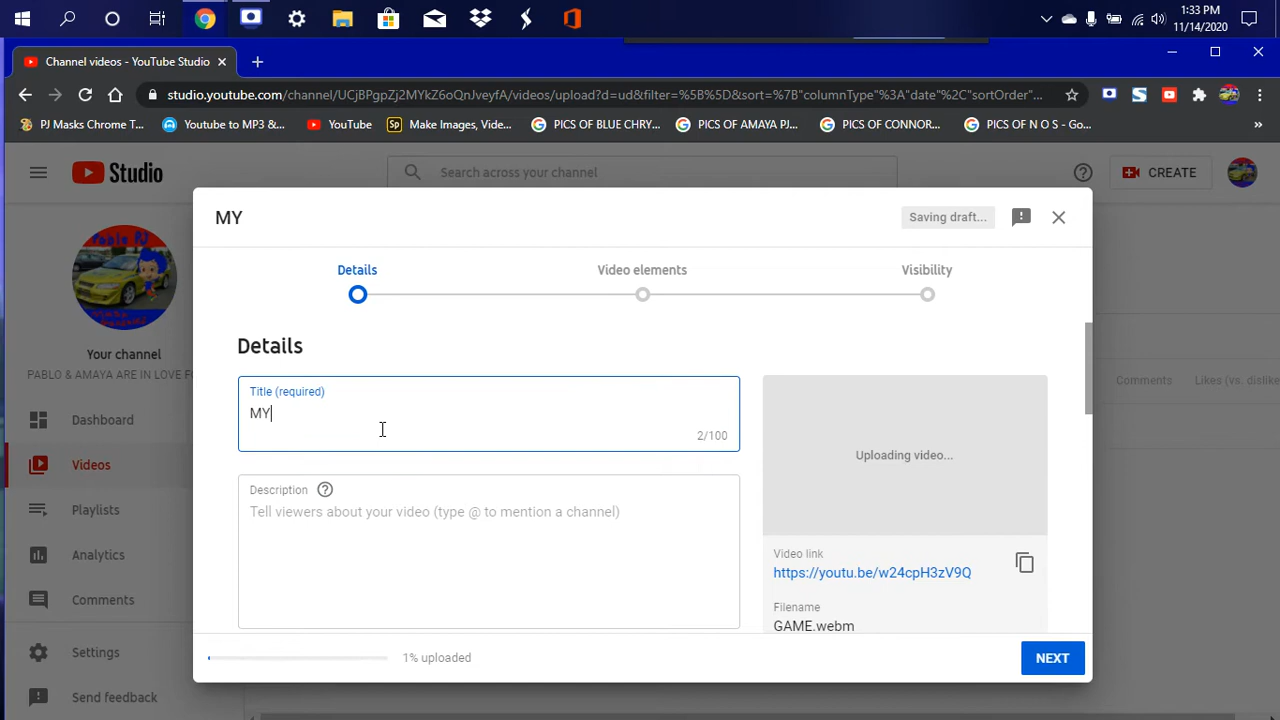 1:33 PM
11/14/2020
Channel videos - YouTube Studio
studio.youtube.com/channel/UCjBPgpZj2MYkZ6oQnJveyfA/videos/upload?d=ud&filter=%5B%5D&sort=%7B"columnType"%3A"date"%2C"sortOrder"...
PJ Masks Chrome T...
Youtube to MP3 &...
YouTube
Make Images, Vide...
PICS OF BLUE CHRY...
PICS OF AMAYA PJ...
PICS OF CONNOR...
PICS OF N O S - Go...
Studio
Search across your channel
CREATE
MY
Saving draft...
Details
Video elements
Visibility
Pablo PJ
Your channel
PABLO & AMAYA ARE IN LOVE FO
Dashboard
Videos
Playlists
Analytics
Comments
Settings
Send feedback
Details
Title (required)
MY
2/100
Description
Tell viewers about your video (type @ to mention a channel)
Uploading video...
Video link
https://youtu.be/w24cpH3zV9Q
Filename
GAME.webm
Comments
Likes (vs. dislike
1% uploaded
NEXT